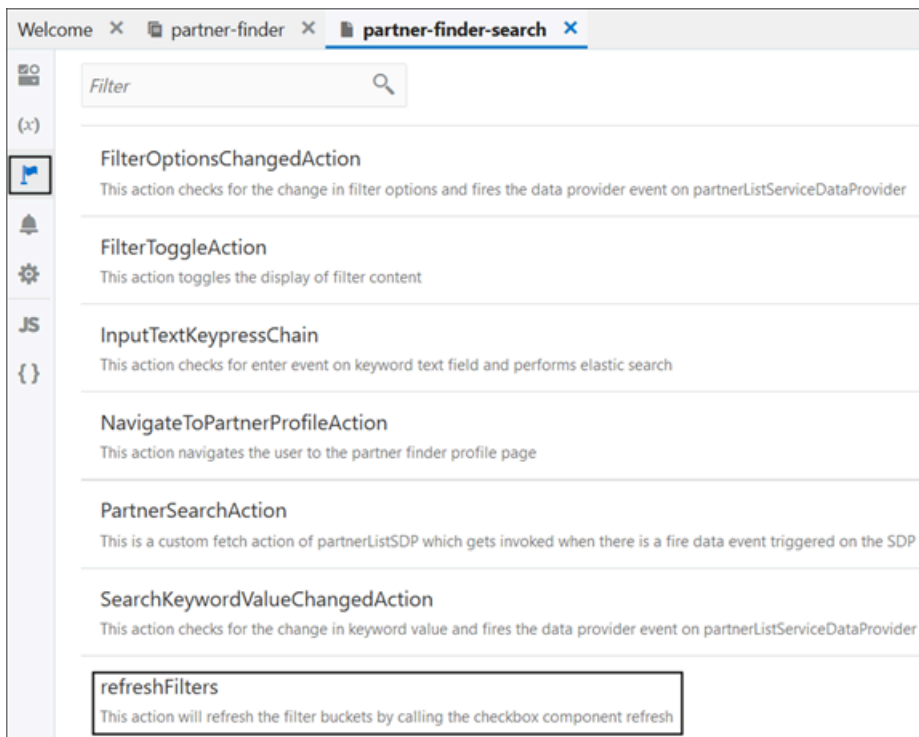 Welcome partner-finder partner-finder-search
Filter
(x)
FilterOptionsChangedAction
This action checks for the change in filter options and fires the data provider event on partnerListServiceDataProvider
FilterToggleAction
This action toggles the display of filter content
JS
InputTextKeypressChain
This action checks for enter event on keyword text field and performs elastic search
{ }
NavigateToPartnerProfileAction
This action navigates the user to the partner finder profile page
PartnerSearchAction
This is a custom fetch action of partnerListSDP which gets invoked when there is a fire data event triggered on the SDP
SearchKeywordValueChangedAction
This action checks for the change in keyword value and fires the data provider event on partnerListServiceDataProvider
refreshFilters
This action will refresh the filter buckets by calling the checkbox component refresh